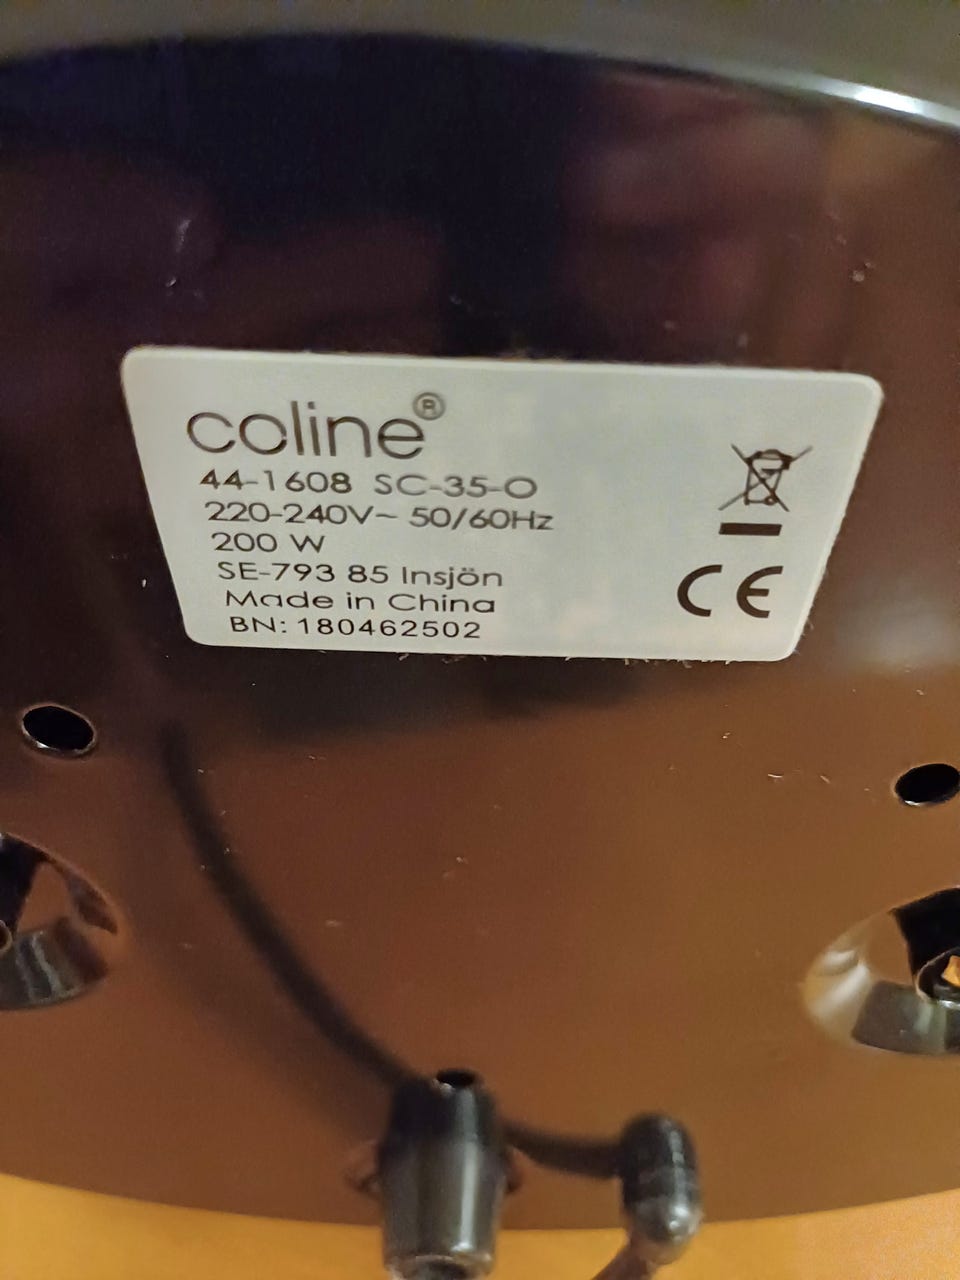 coline®
44-1608 SC-35-O
220-240V~ 50/60Hz
200 W
SE-793 85 Insjön
Made in China
BN: 180462502
CE